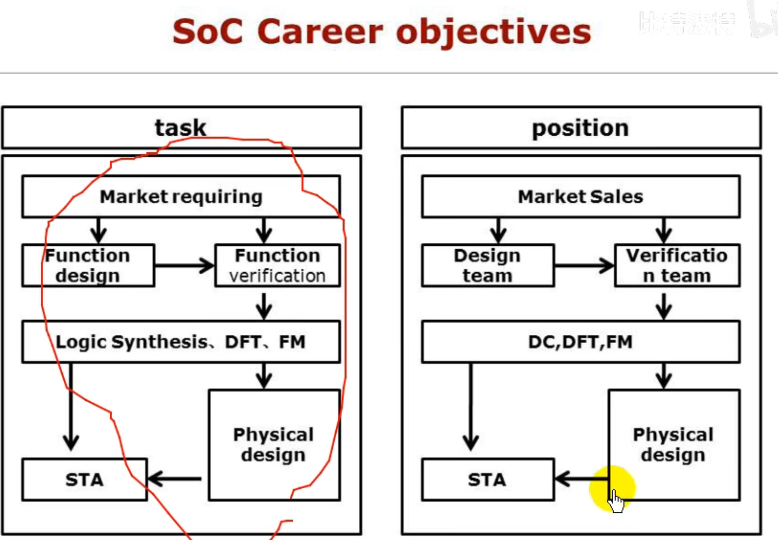 SoC Career objectives
task
Market requiring
Function
design
Function
verification
Logic Synthesis、DFT、FM
Physical
design
STA
position
Market Sales
Design
team
Verificatio
n team
DC,DFT,FM
Physical
design
STA